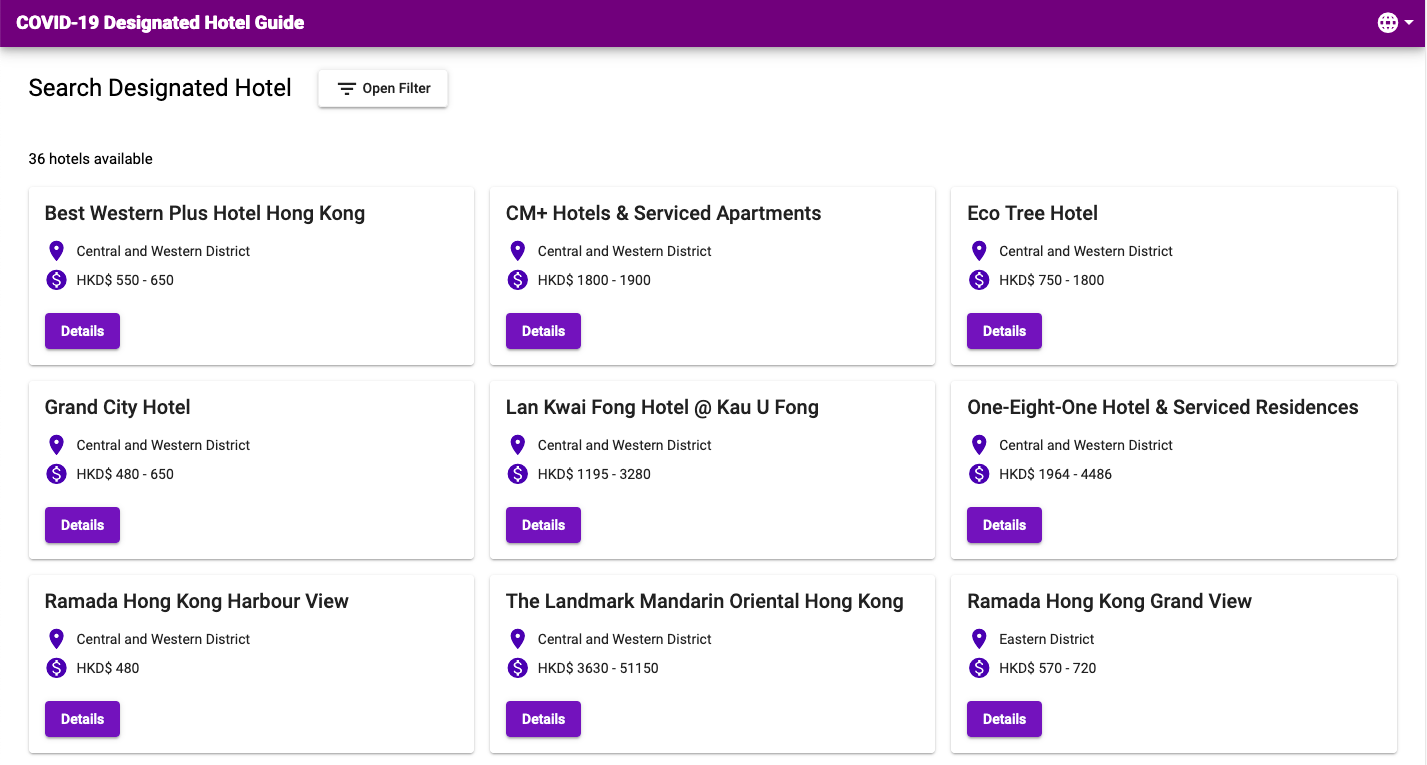 COVID-19 Designated Hotel Guide
Search Designated Hotel
Open Filter
36 hotels available
Best Western Plus Hotel Hong Kong
Central and Western District
HKD$ 550 - 650
Details
CM+ Hotels & Serviced Apartments
Central and Western District
HKD$ 1800 - 1900
Details
Eco Tree Hotel
Central and Western District
HKD$ 750 - 1800
Details
Grand City Hotel
Central and Western District
HKD$ 480 - 650
Details
Lan Kwai Fong Hotel @ Kau U Fong
Central and Western District
HKD$ 1195 - 3280
Details
One-Eight-One Hotel & Serviced Residences
Central and Western District
HKD$ 1964 - 4486
Details
Ramada Hong Kong Harbour View
Central and Western District
HKD$ 480
Details
The Landmark Mandarin Oriental Hong Kong
Central and Western District
HKD$ 3630 - 51150
Details
Ramada Hong Kong Grand View
Eastern District
HKD$ 570 - 720
Details